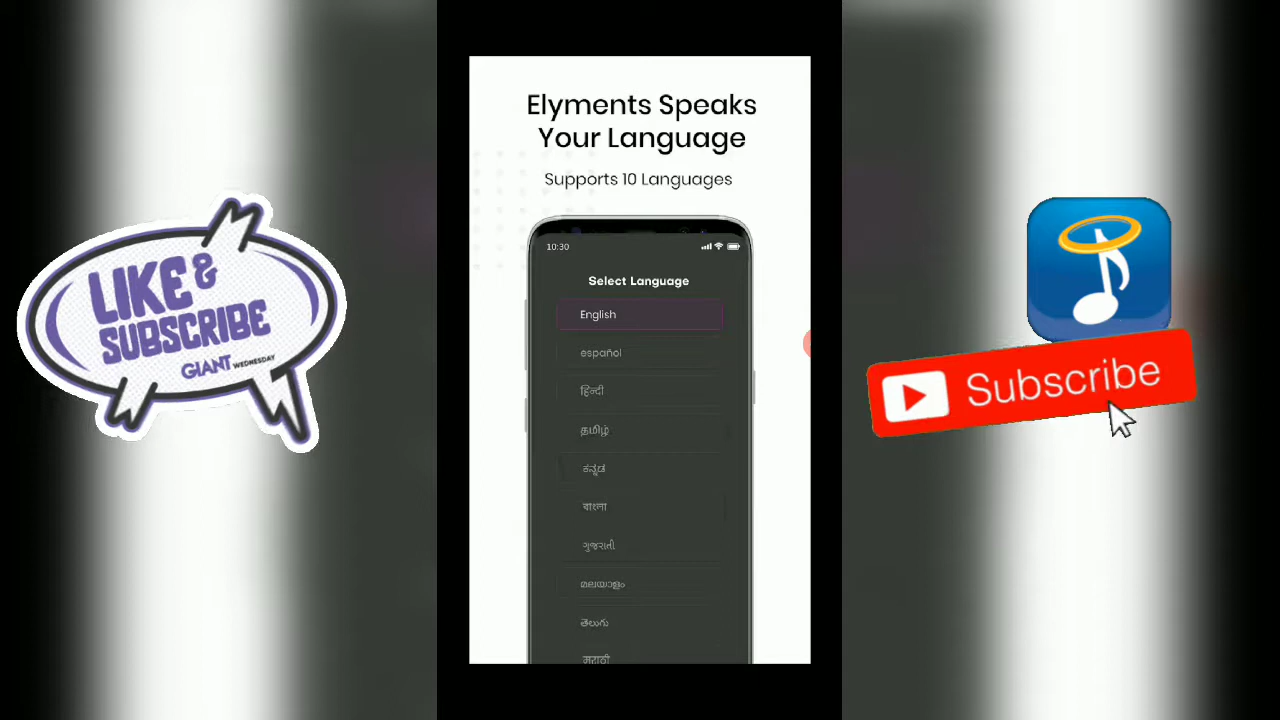 Elyments Speaks
Your Language
Supports 10 Languages
10:30
Select Language
English
español
हिन्दी
தமிழ்
ಕನ್ನಡ
বাংলা
ગુજરાતી
മലയാളം
తెలుగు
मराठी
LIKE &
SUBSCRIBE
GIANT WEDNESDAY
Subscribe